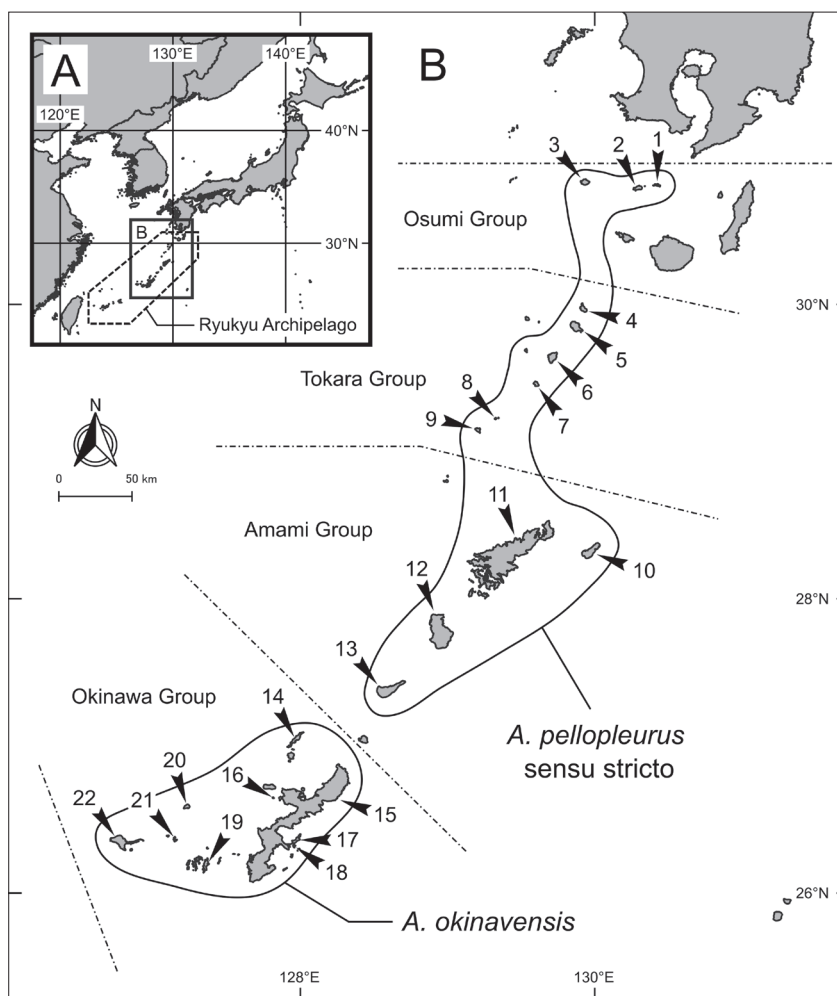 A
130°E
140°E
120°E
40°N
B
30°N
Ryukyu Archipelago
B
3
2
1
Osumi Group
30°N
4
5
Tokara Group
8
6
9
7
N
0
50 km
11
Amami Group
10
12
28°N
13
Okinawa Group
14
A. pellopleurus
sensu stricto
20
16
22
21
19
15
17
18
26°N
A. okinavensis
128°E
130°E